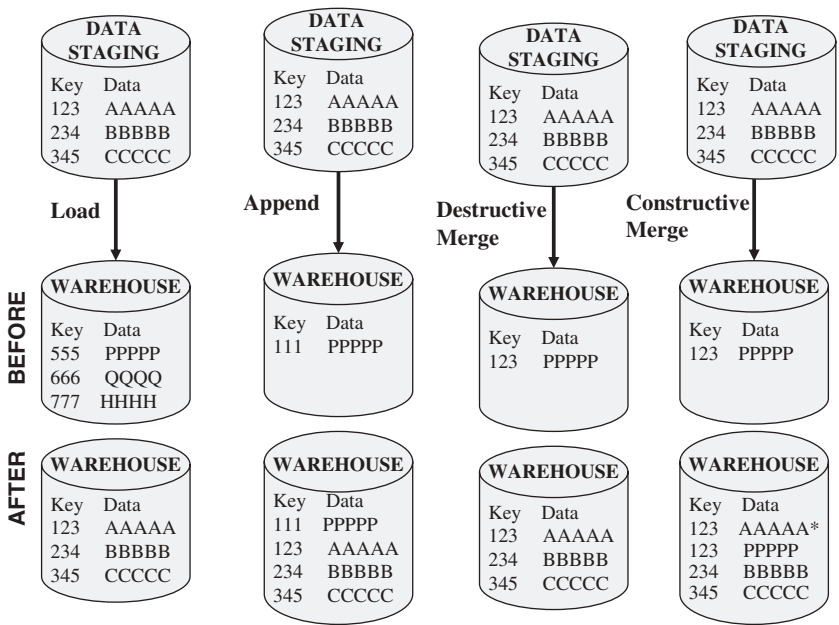 DATA
STAGING
Key Data
123 AAAAA
234 BBBBB
345 CCCCC
Load
BEFORE
WAREHOUSE
Key Data
555 PPPPP
666 QQQQ
777 HHHH
AFTER
WAREHOUSE
Key Data
123 AAAAA
234 BBBBB
345 CCCCC
DATA
STAGING
Key Data
123 AAAAA
234 BBBBB
345 CCCCC
Append
WAREHOUSE
Key Data
111 PPPPP
WAREHOUSE
Key Data
111 PPPPP
123 AAAAA
234 BBBBB
345 CCCCC
DATA
STAGING
Key Data
123 AAAAA
234 BBBBB
345 CCCCC
Destructive
Merge
WAREHOUSE
Key Data
123 PPPPP
WAREHOUSE
Key Data
123 AAAAA
234 BBBBB
345 CCCCC
DATA
STAGING
Key Data
123 AAAAA
234 BBBBB
345 CCCCC
Constructive
Merge
WAREHOUSE
Key Data
123 PPPPP
WAREHOUSE
Key Data
123 AAAAA*
123 PPPPP
234 BBBBB
345 CCCCC